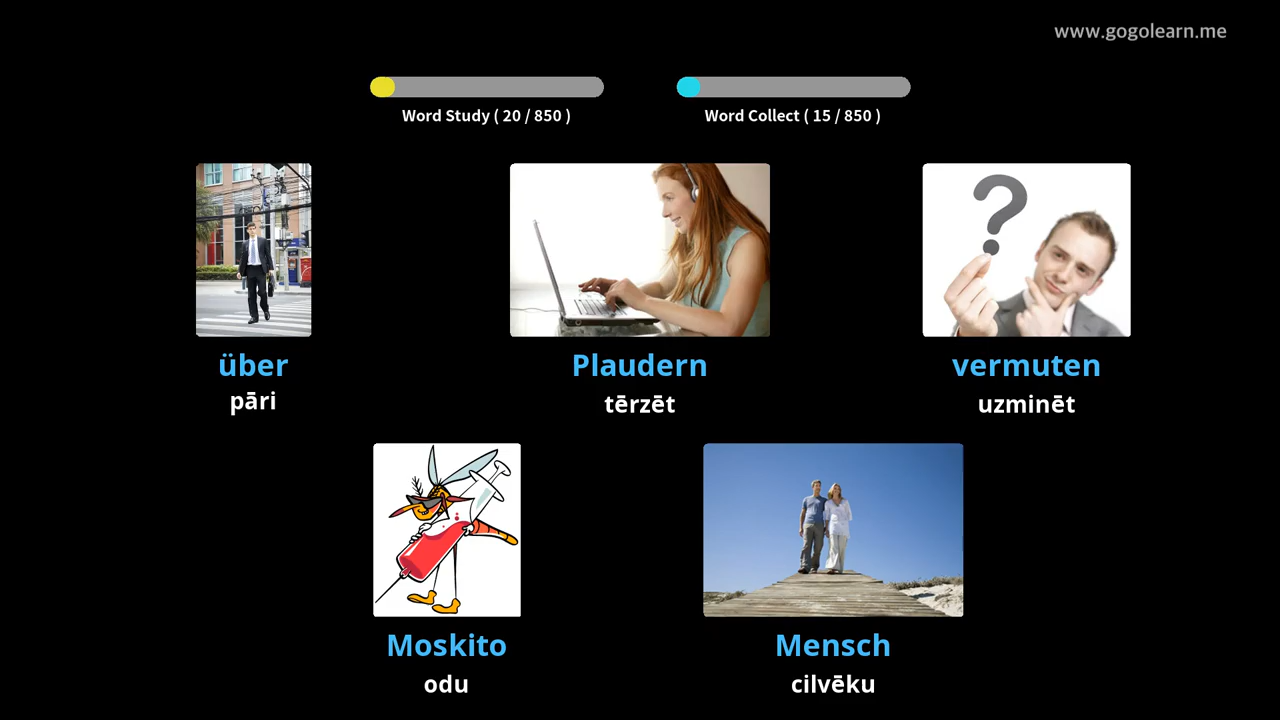 www.gogolearn.me
Word Study ( 20 / 850 )
Word Collect ( 15 / 850 )
über
pāri
Plaudern
tērzēt
vermuten
uzminēt
Moskito
odu
Mensch
cilvēku